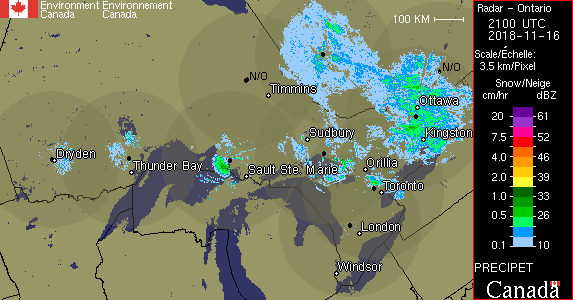 Environment Environnement
Canada Canada
100 KM
N/O
N/O
Timmins
Ottawa
Kingston
Sudbury
Dryden
Thunder Bay
Sault Ste. Marie
Orillia
Toronto
London
Windsor
Radar - Ontario
2100 UTC
2018-11-16
Scale/Échelle:
3.5 km/Pixel
Snow/Neige
cm/hr dBZ
20 61
7.5 52
4.0 46
2.0 39
1.0 33
0.5 26
0.1 10
PRECIPET
Canada